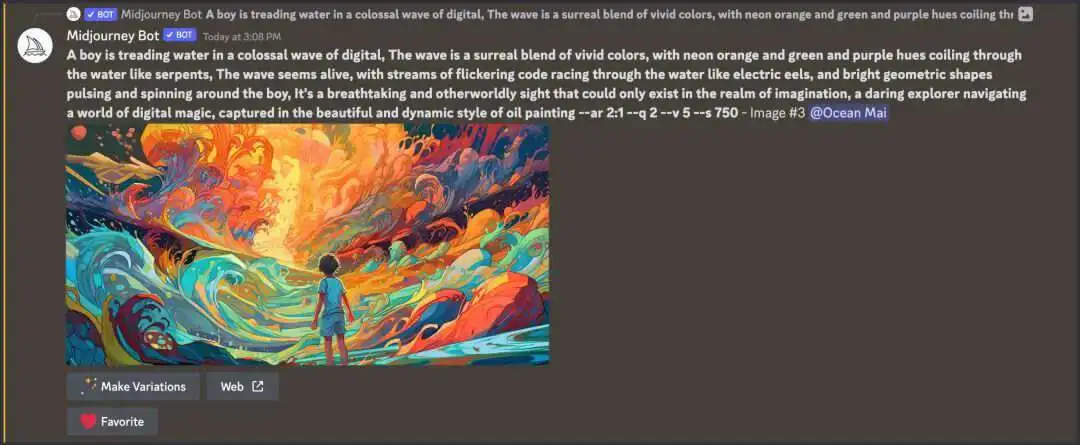 BOT Midjourney Bot A boy is treading water in a colossal wave of digital, The wave is a surreal blend of vivid colors, with neon orange and green and purple hues coiling thr
Midjourney Bot BOT Today at 3:08 PM
A boy is treading water in a colossal wave of digital, The wave is a surreal blend of vivid colors, with neon orange and green and purple hues coiling through
the water like serpents, The wave seems alive, with streams of flickering code racing through the water like electric eels, and bright geometric shapes
pulsing and spinning around the boy, It's a breathtaking and otherworldly sight that could only exist in the realm of imagination, a daring explorer navigating
a world of digital magic, captured in the beautiful and dynamic style of oil painting --ar 2:1 --q 2 --v 5 --s 750 - Image #3 @Ocean Mai
Make Variations Web
Favorite